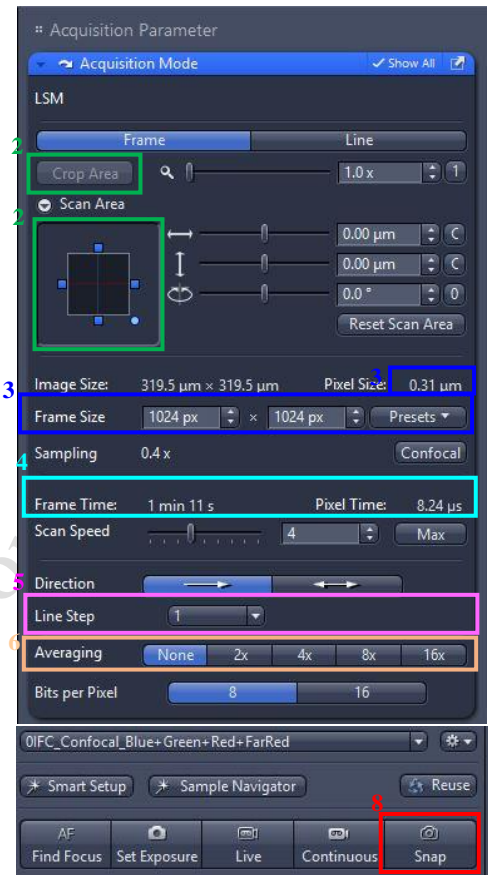 Acquisition Parameter
Acquisition Mode Show All
LSM
Frame Line
2
Crop Area 1.0 x 1
Scan Area
2
0.00 µm C
0.00 µm C
0.0 ° 0
Reset Scan Area
Image Size: 319.5 µm × 319.5 µm Pixel Size: 0.31 µm
3
3
Frame Size 1024 px × 1024 px Presets
Sampling 0.4 x Confocal
4
Frame Time: 1 min 11 s Pixel Time: 8.24 µs
Scan Speed 4 Max
Direction
5
Line Step 1
6
Averaging None 2x 4x 8x 16x
Bits per Pixel 8 16
0IFC_Confocal_Blue+Green+Red+FarRed
Smart Setup Sample Navigator Reuse
8
AF
Find Focus Set Exposure Live Continuous Snap